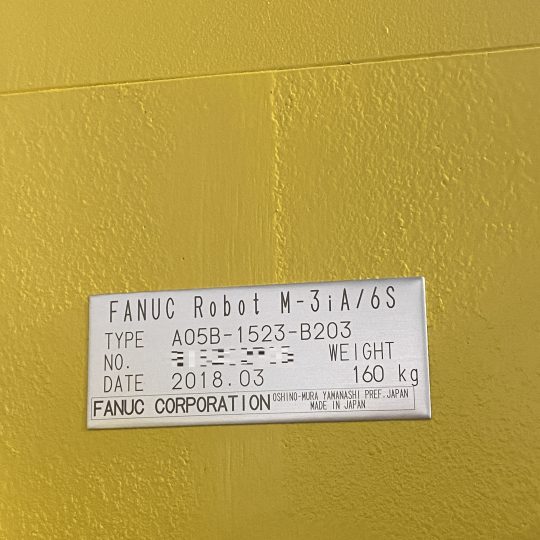 FANUC Robot M-3iA/6S
TYPE A05B-1523-B203
NO. WEIGHT
DATE 2018.03 160 kg
FANUC CORPORATION OSHINO-MURA YAMANASHI PREF. JAPAN
MADE IN JAPAN